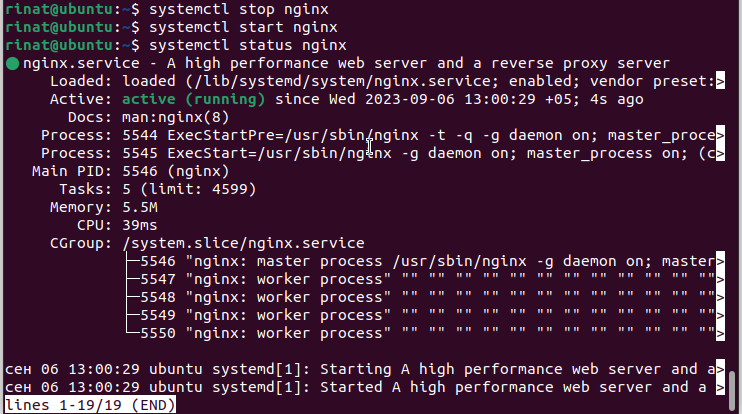 rinat@ubuntu:~$ systemctl stop nginx
rinat@ubuntu:~$ systemctl start nginx
rinat@ubuntu:~$ systemctl status nginx
● nginx.service - A high performance web server and a reverse proxy server
     Loaded: loaded (/lib/systemd/system/nginx.service; enabled; vendor preset:>
     Active: active (running) since Wed 2023-09-06 13:00:29 +05; 4s ago
       Docs: man:nginx(8)
    Process: 5544 ExecStartPre=/usr/sbin/nginx -t -q -g daemon on; master_proce>
    Process: 5545 ExecStart=/usr/sbin/nginx -g daemon on; master_process on; (c>
   Main PID: 5546 (nginx)
      Tasks: 5 (limit: 4599)
     Memory: 5.5M
        CPU: 39ms
     CGroup: /system.slice/nginx.service
             ├─5546 "nginx: master process /usr/sbin/nginx -g daemon on; master>
             ├─5547 "nginx: worker process" "" "" "" "" "" "" "" "" "" "" "" "">
             ├─5548 "nginx: worker process" "" "" "" "" "" "" "" "" "" "" "" "">
             ├─5549 "nginx: worker process" "" "" "" "" "" "" "" "" "" "" "" "">
             └─5550 "nginx: worker process" "" "" "" "" "" "" "" "" "" "" "" "">
сен 06 13:00:29 ubuntu systemd[1]: Starting A high performance web server and a>
сен 06 13:00:29 ubuntu systemd[1]: Started A high performance web server and a >
lines 1-19/19 (END)